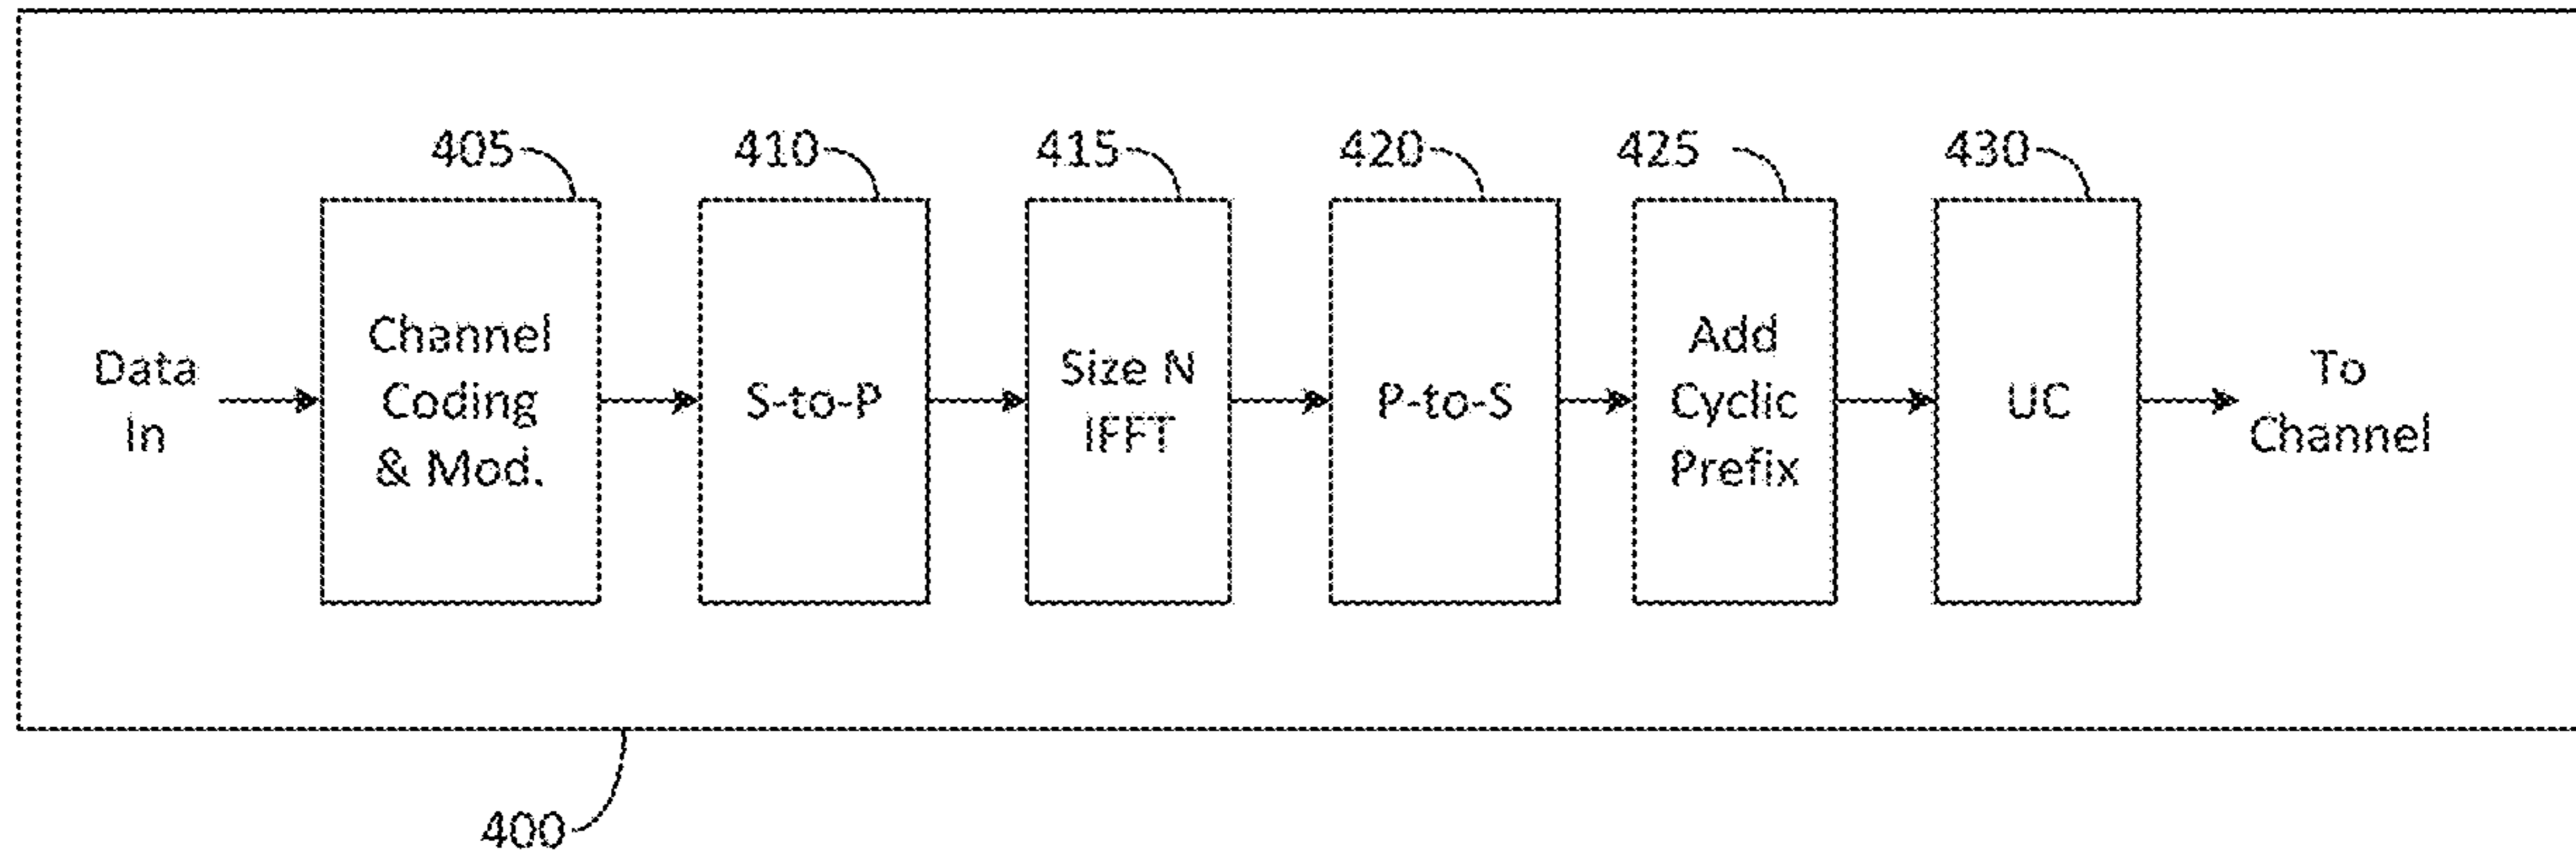 405
410
415
420
425
430
Data
In
Channel
Coding
& Mod.
S-to-P
Size N
IFFT
P-to-S
Add
Cyclic
Prefix
UC
To
Channel
400